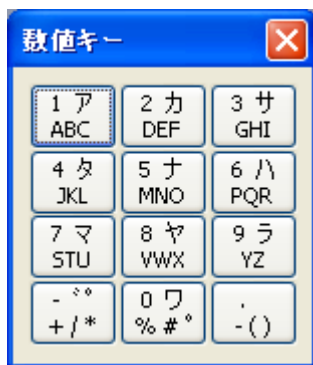 数値キー
1 ア 2 カ 3 サ
ABC DEF GHI
4 タ 5 ナ 6 ハ
JKL MNO PQR
7 マ 8 ヤ 9 ラ
STU VWX YZ
- ゛゜ 0 ワ .
+ / * % # ° - ( )